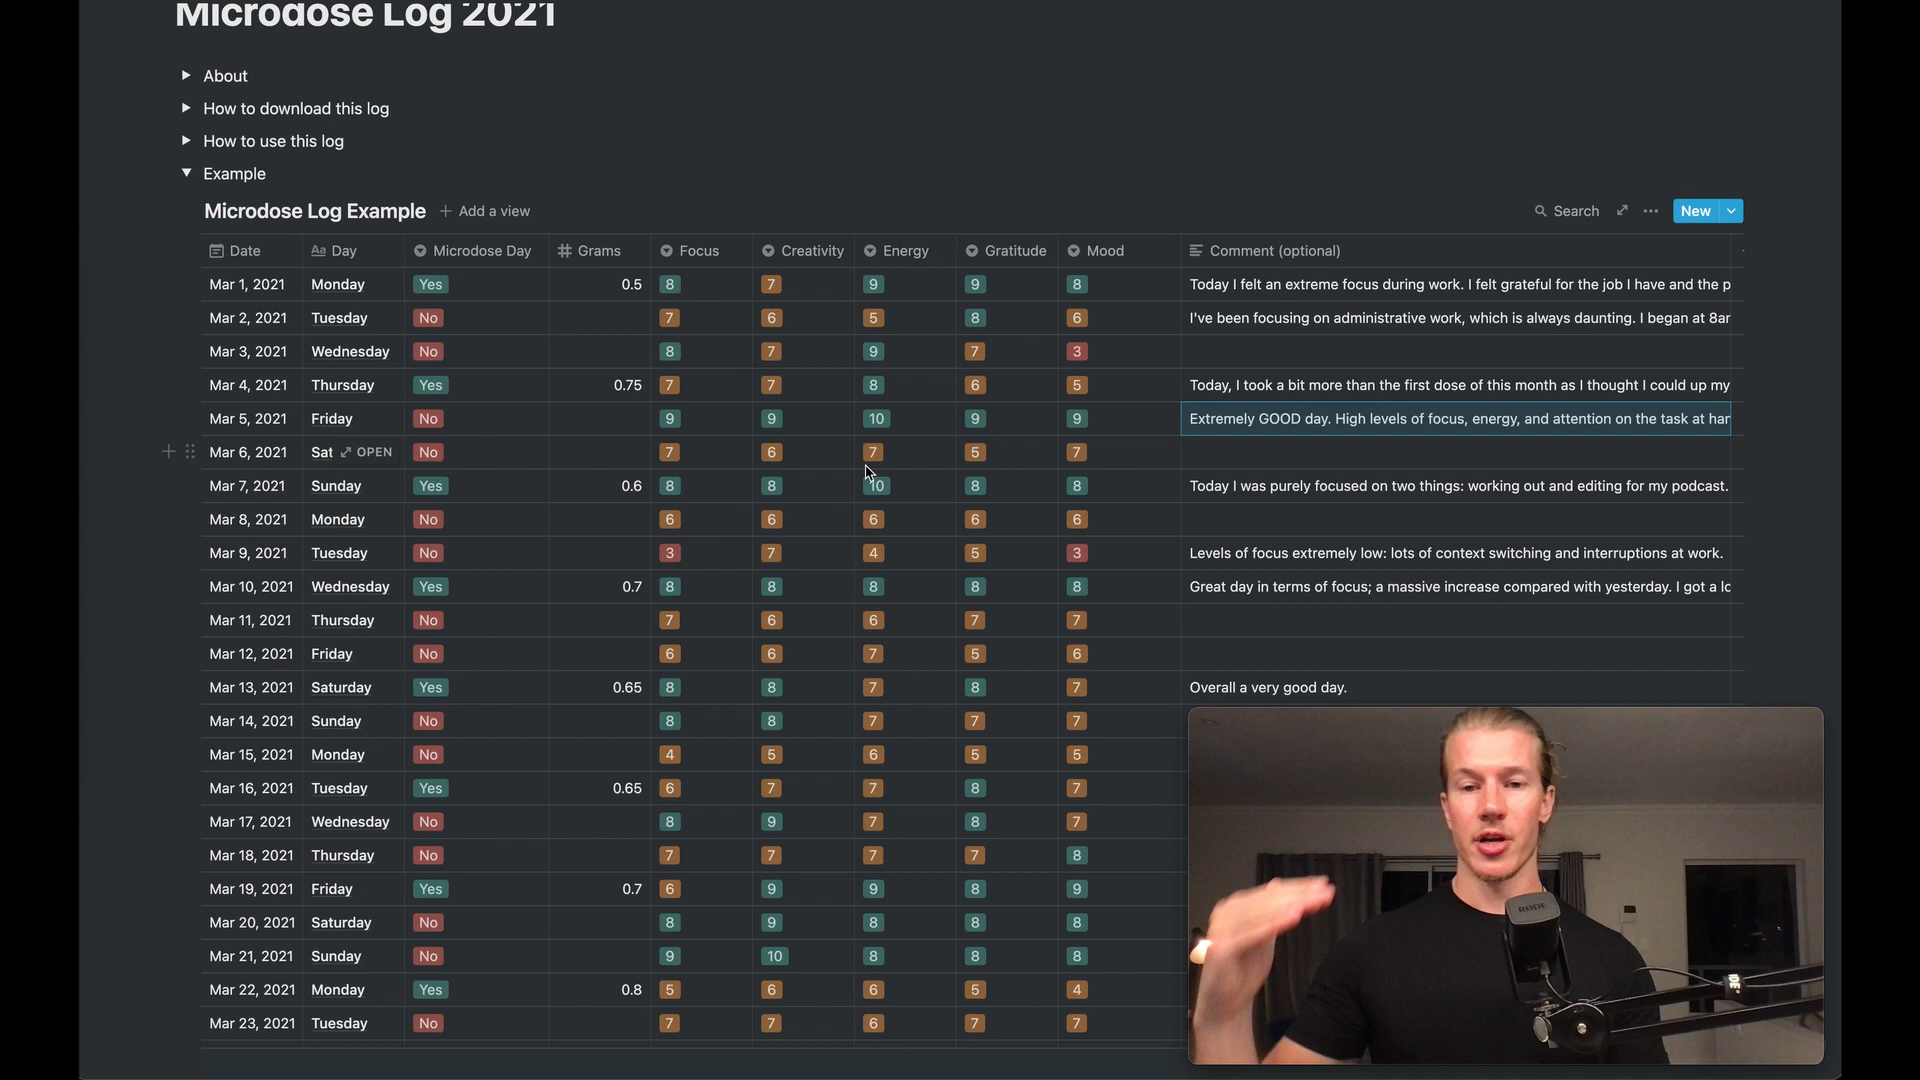 Microdose Log 2021
About
How to download this log
How to use this log
Example
Microdose Log Example Add a view Search New
Date Aa Day Microdose Day Grams Focus Creativity Energy Gratitude Mood Comment (optional)
Mar 1, 2021 Monday Yes 0.5 8 7 9 9 8 Today I felt an extreme focus during work. I felt grateful for the job I have and the p
Mar 2, 2021 Tuesday No 7 6 5 8 6 I've been focusing on administrative work, which is always daunting. I began at 8ar
Mar 3, 2021 Wednesday No 8 7 9 7 3
Mar 4, 2021 Thursday Yes 0.75 7 7 8 6 5 Today, I took a bit more than the first dose of this month as I thought I could up my
Mar 5, 2021 Friday No 9 9 10 9 9 Extremely GOOD day. High levels of focus, energy, and attention on the task at har
Mar 6, 2021 Sat OPEN No 7 6 7 5 7
Mar 7, 2021 Sunday Yes 0.6 8 8 10 8 8 Today I was purely focused on two things: working out and editing for my podcast.
Mar 8, 2021 Monday No 6 6 6 6 6
Mar 9, 2021 Tuesday No 3 7 4 5 3 Levels of focus extremely low: lots of context switching and interruptions at work.
Mar 10, 2021 Wednesday Yes 0.7 8 8 8 8 8 Great day in terms of focus; a massive increase compared with yesterday. I got a lo
Mar 11, 2021 Thursday No 7 6 6 7 7
Mar 12, 2021 Friday No 6 6 7 5 6
Mar 13, 2021 Saturday Yes 0.65 8 8 7 8 7 Overall a very good day.
Mar 14, 2021 Sunday No 8 8 7 7 7
Mar 15, 2021 Monday No 4 5 6 5 5
Mar 16, 2021 Tuesday Yes 0.65 6 7 7 8 7
Mar 17, 2021 Wednesday No 8 9 7 8 7
Mar 18, 2021 Thursday No 7 7 7 7 8
Mar 19, 2021 Friday Yes 0.7 6 9 9 8 9
Mar 20, 2021 Saturday No 8 9 8 8 8
Mar 21, 2021 Sunday No 9 10 8 8 8
Mar 22, 2021 Monday Yes 0.8 5 6 6 5 4
Mar 23, 2021 Tuesday No 7 7 6 7 7
RODE